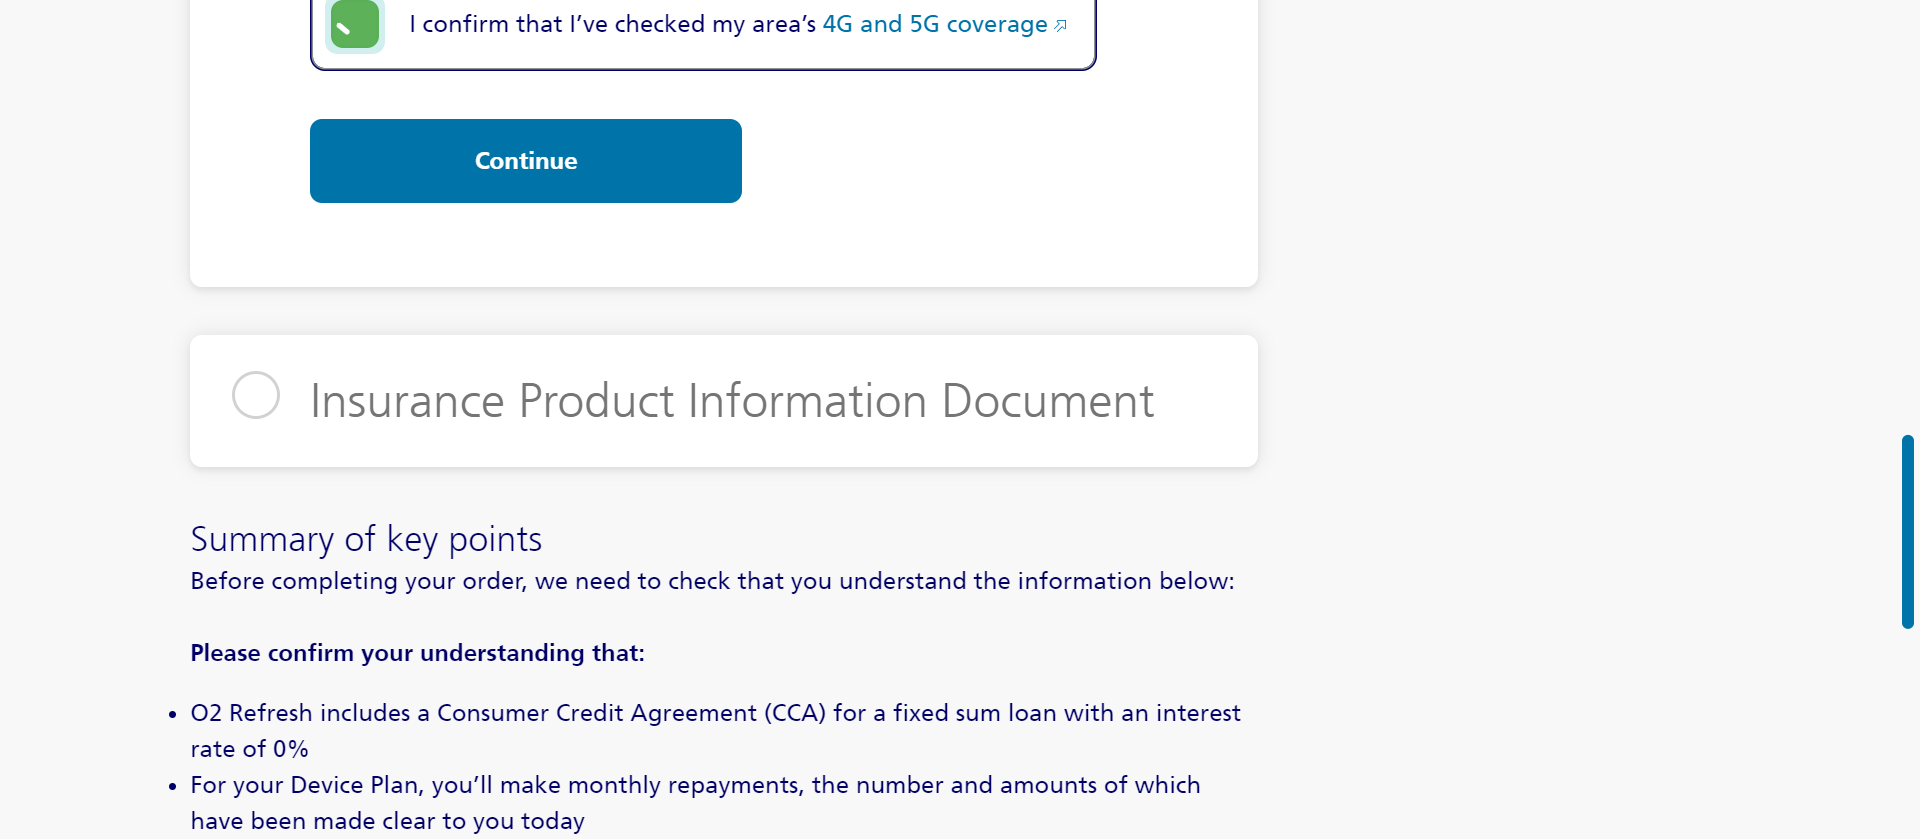 I confirm that I’ve checked my area’s 4G and 5G coverage
Continue
Insurance Product Information Document
Summary of key points
Before completing your order, we need to check that you understand the information below:
Please confirm your understanding that:
• O2 Refresh includes a Consumer Credit Agreement (CCA) for a fixed sum loan with an interest
rate of 0%
• For your Device Plan, you’ll make monthly repayments, the number and amounts of which
have been made clear to you today